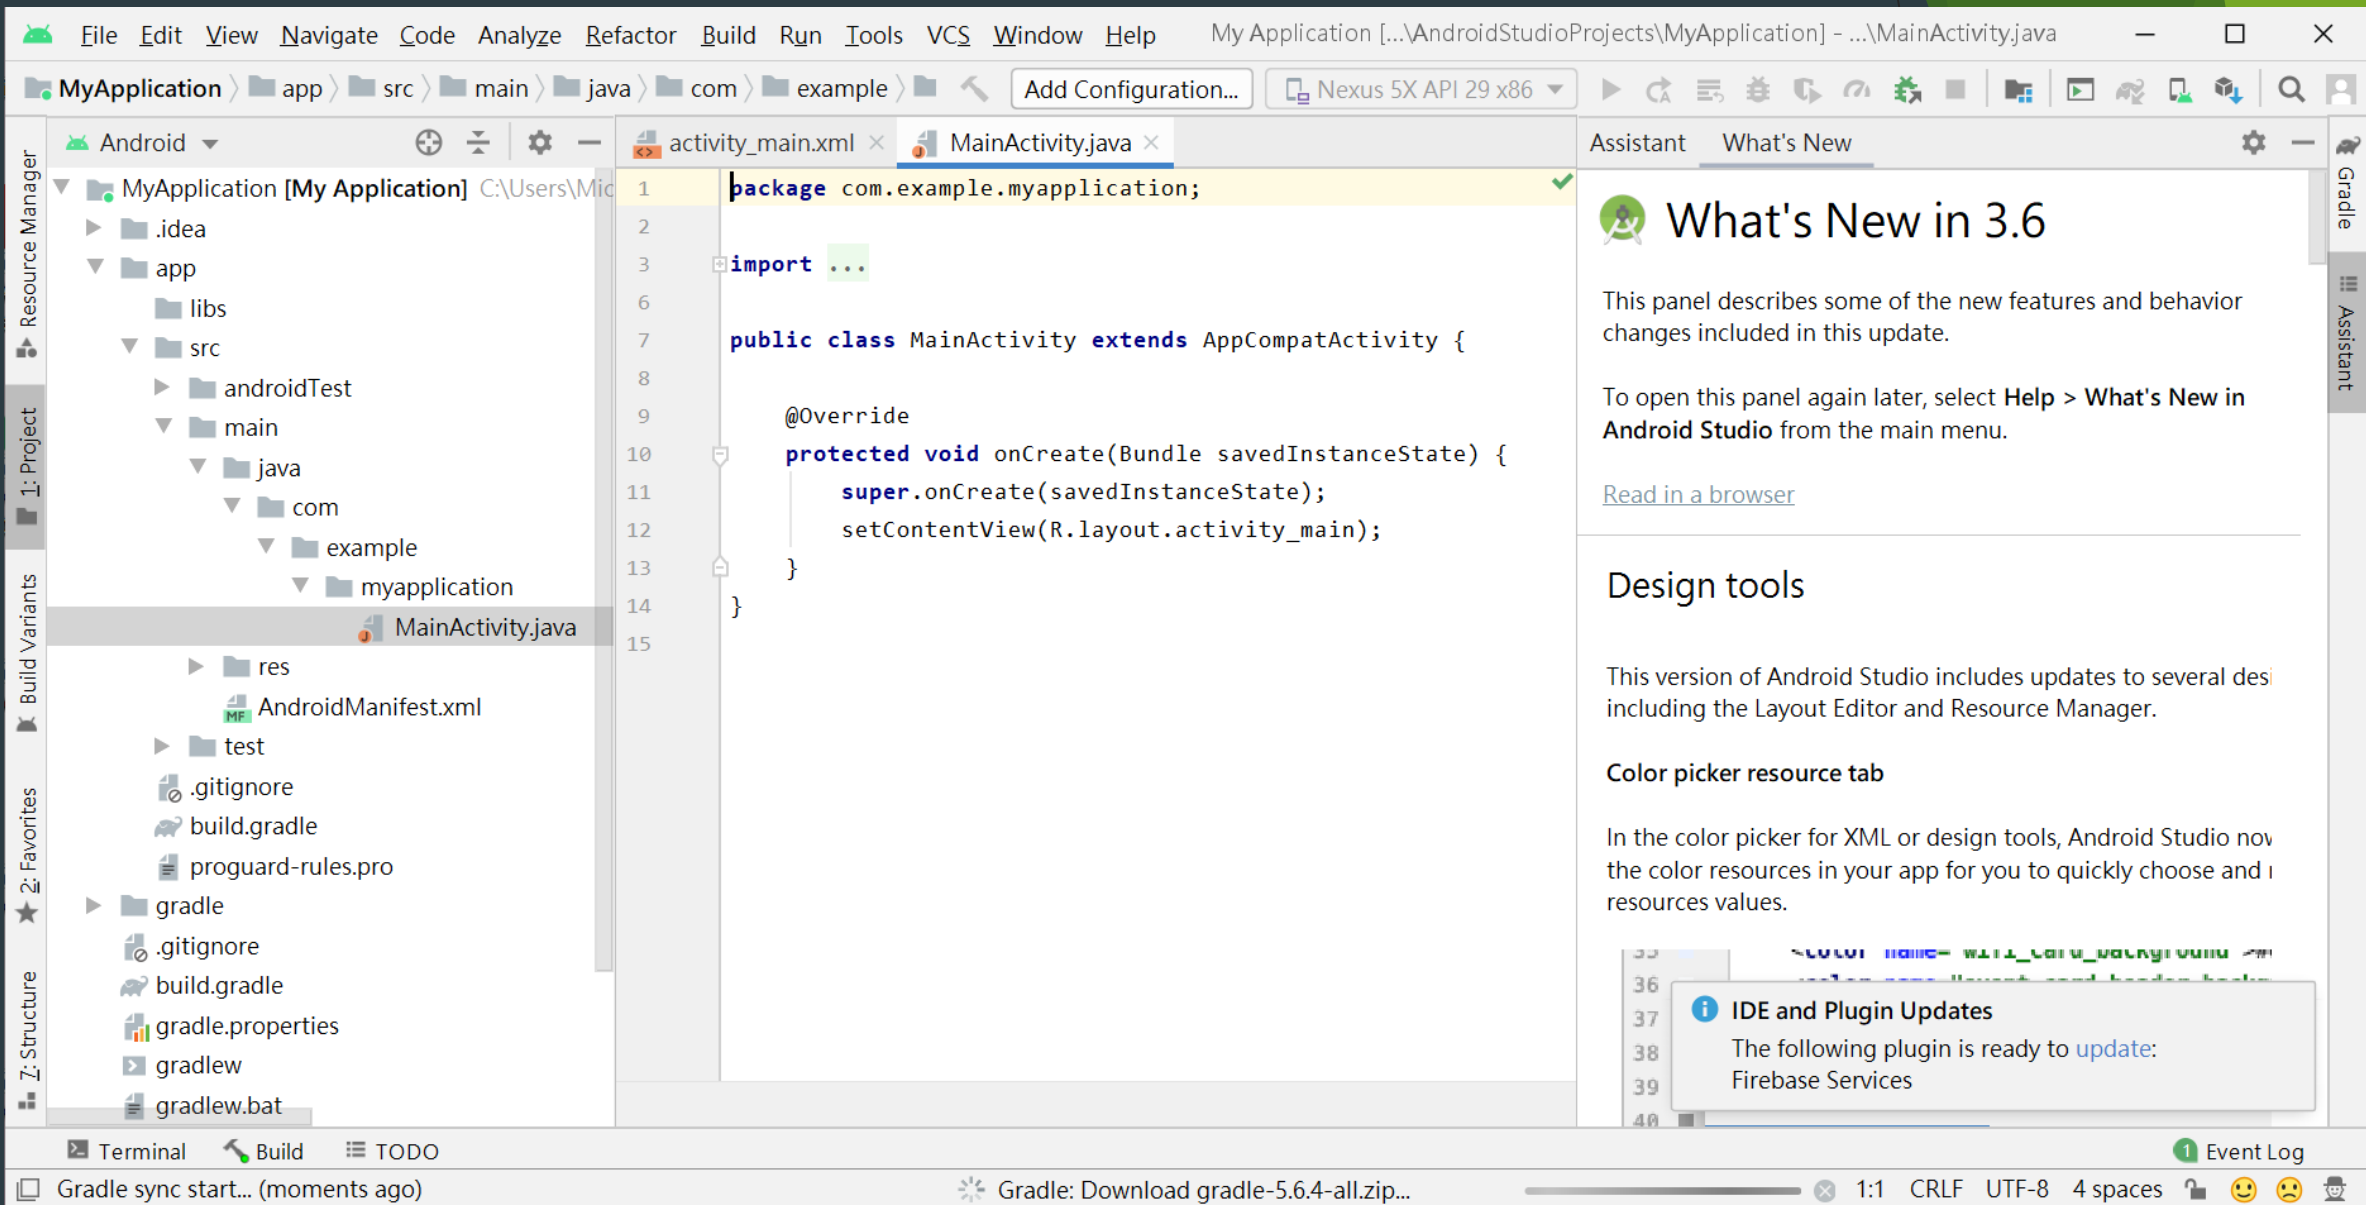 File Edit View Navigate Code Analyze Refactor Build Run Tools VCS Window Help My Application [...\AndroidStudioProjects\MyApplication] - ...\MainActivity.java
MyApplication app src main java com example Add Configuration... Nexus 5X API 29 x86
Resource Manager
1: Project
Build Variants
2: Favorites
7: Structure
Android
MyApplication [My Application] C:\Users\Mic
.idea
app
libs
src
androidTest
main
java
com
example
myapplication
MainActivity.java
res
AndroidManifest.xml
test
.gitignore
build.gradle
proguard-rules.pro
gradle
.gitignore
build.gradle
gradle.properties
gradlew
gradlew.bat
activity_main.xml MainActivity.java
1 package com.example.myapplication;
2
3 import ...
6
7 public class MainActivity extends AppCompatActivity {
8
9 @Override
10 protected void onCreate(Bundle savedInstanceState) {
11 super.onCreate(savedInstanceState);
12 setContentView(R.layout.activity_main);
13 }
14 }
15
Assistant What's New
What's New in 3.6
This panel describes some of the new features and behavior
changes included in this update.
To open this panel again later, select Help > What's New in
Android Studio from the main menu.
Read in a browser
Design tools
This version of Android Studio includes updates to several desi
including the Layout Editor and Resource Manager.
Color picker resource tab
In the color picker for XML or design tools, Android Studio now
the color resources in your app for you to quickly choose and
resources values.
36
37
38
39
40
IDE and Plugin Updates
The following plugin is ready to update:
Firebase Services
Gradle
Assistant
Terminal Build TODO 1 Event Log
Gradle sync start... (moments ago) Gradle: Download gradle-5.6.4-all.zip... 1:1 CRLF UTF-8 4 spaces